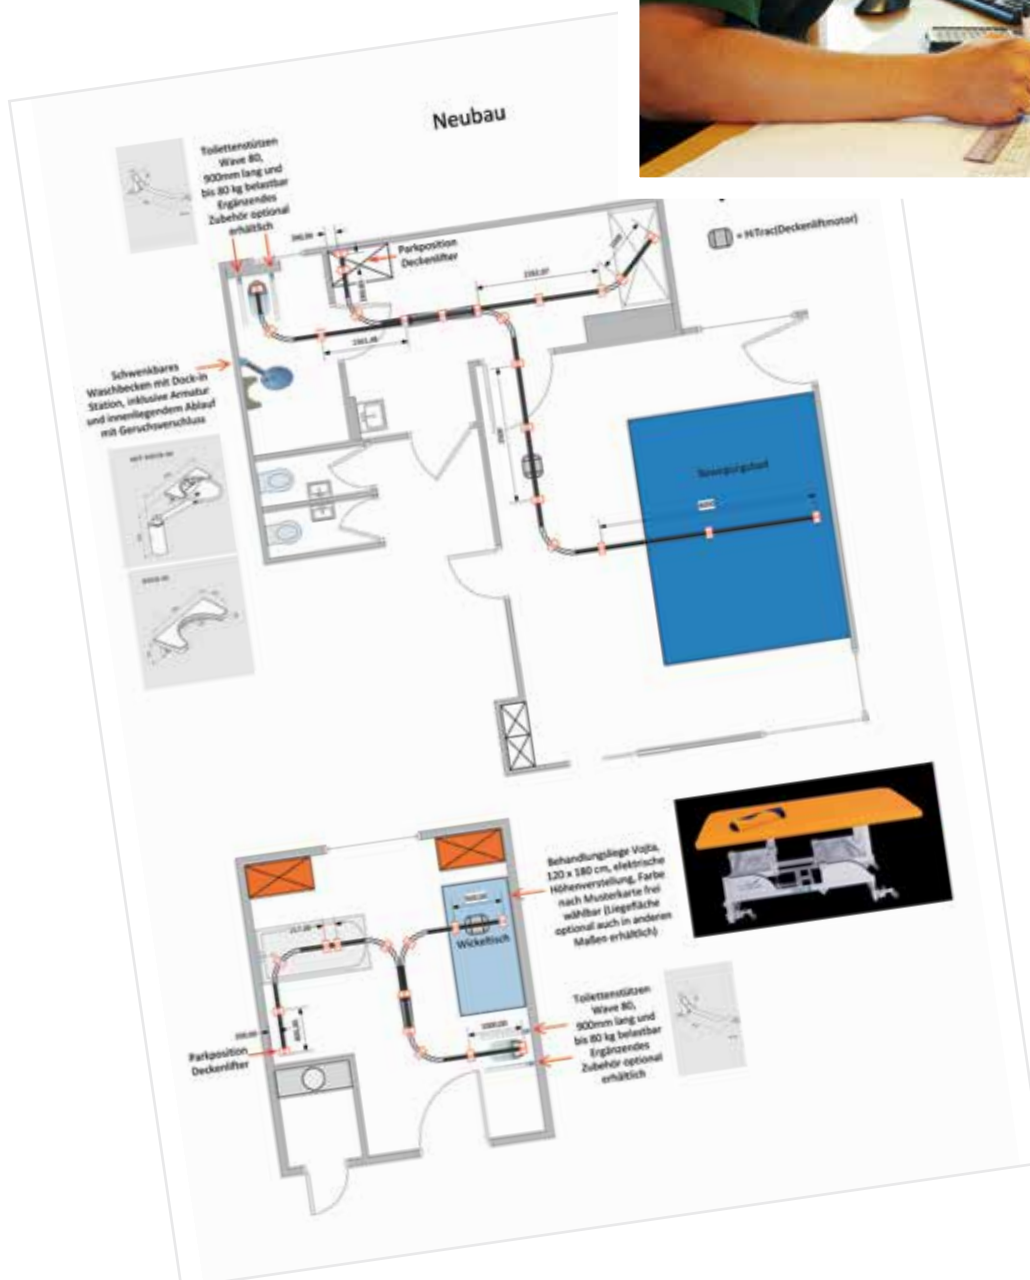 Neubau
Toilettenstützen
Wave 80,
900mm lang und
bis 80 kg belastbar
Ergänzendes
Zubehör optional
erhältlich
Parkposition
Deckenlifter
= HiTrac(Deckenliftmotor)
Schwenkbares
Waschbecken mit Dock-in
Station, inklusive Armatur
und innenliegendem Ablauf
mit Geruchsverschluss
Bewegungsbad
Behandlungsliege Vojta,
120 x 180 cm, elektrische
Höhenverstellung, Farbe
nach Musterkarte frei
wählbar (Liegefläche
optional auch in anderen
Maßen erhältlich)
Wickeltisch
Toilettenstützen
Wave 80,
900mm lang und
bis 80 kg belastbar
Ergänzendes
Zubehör optional
erhältlich
1000,00
Parkposition
Deckenlifter